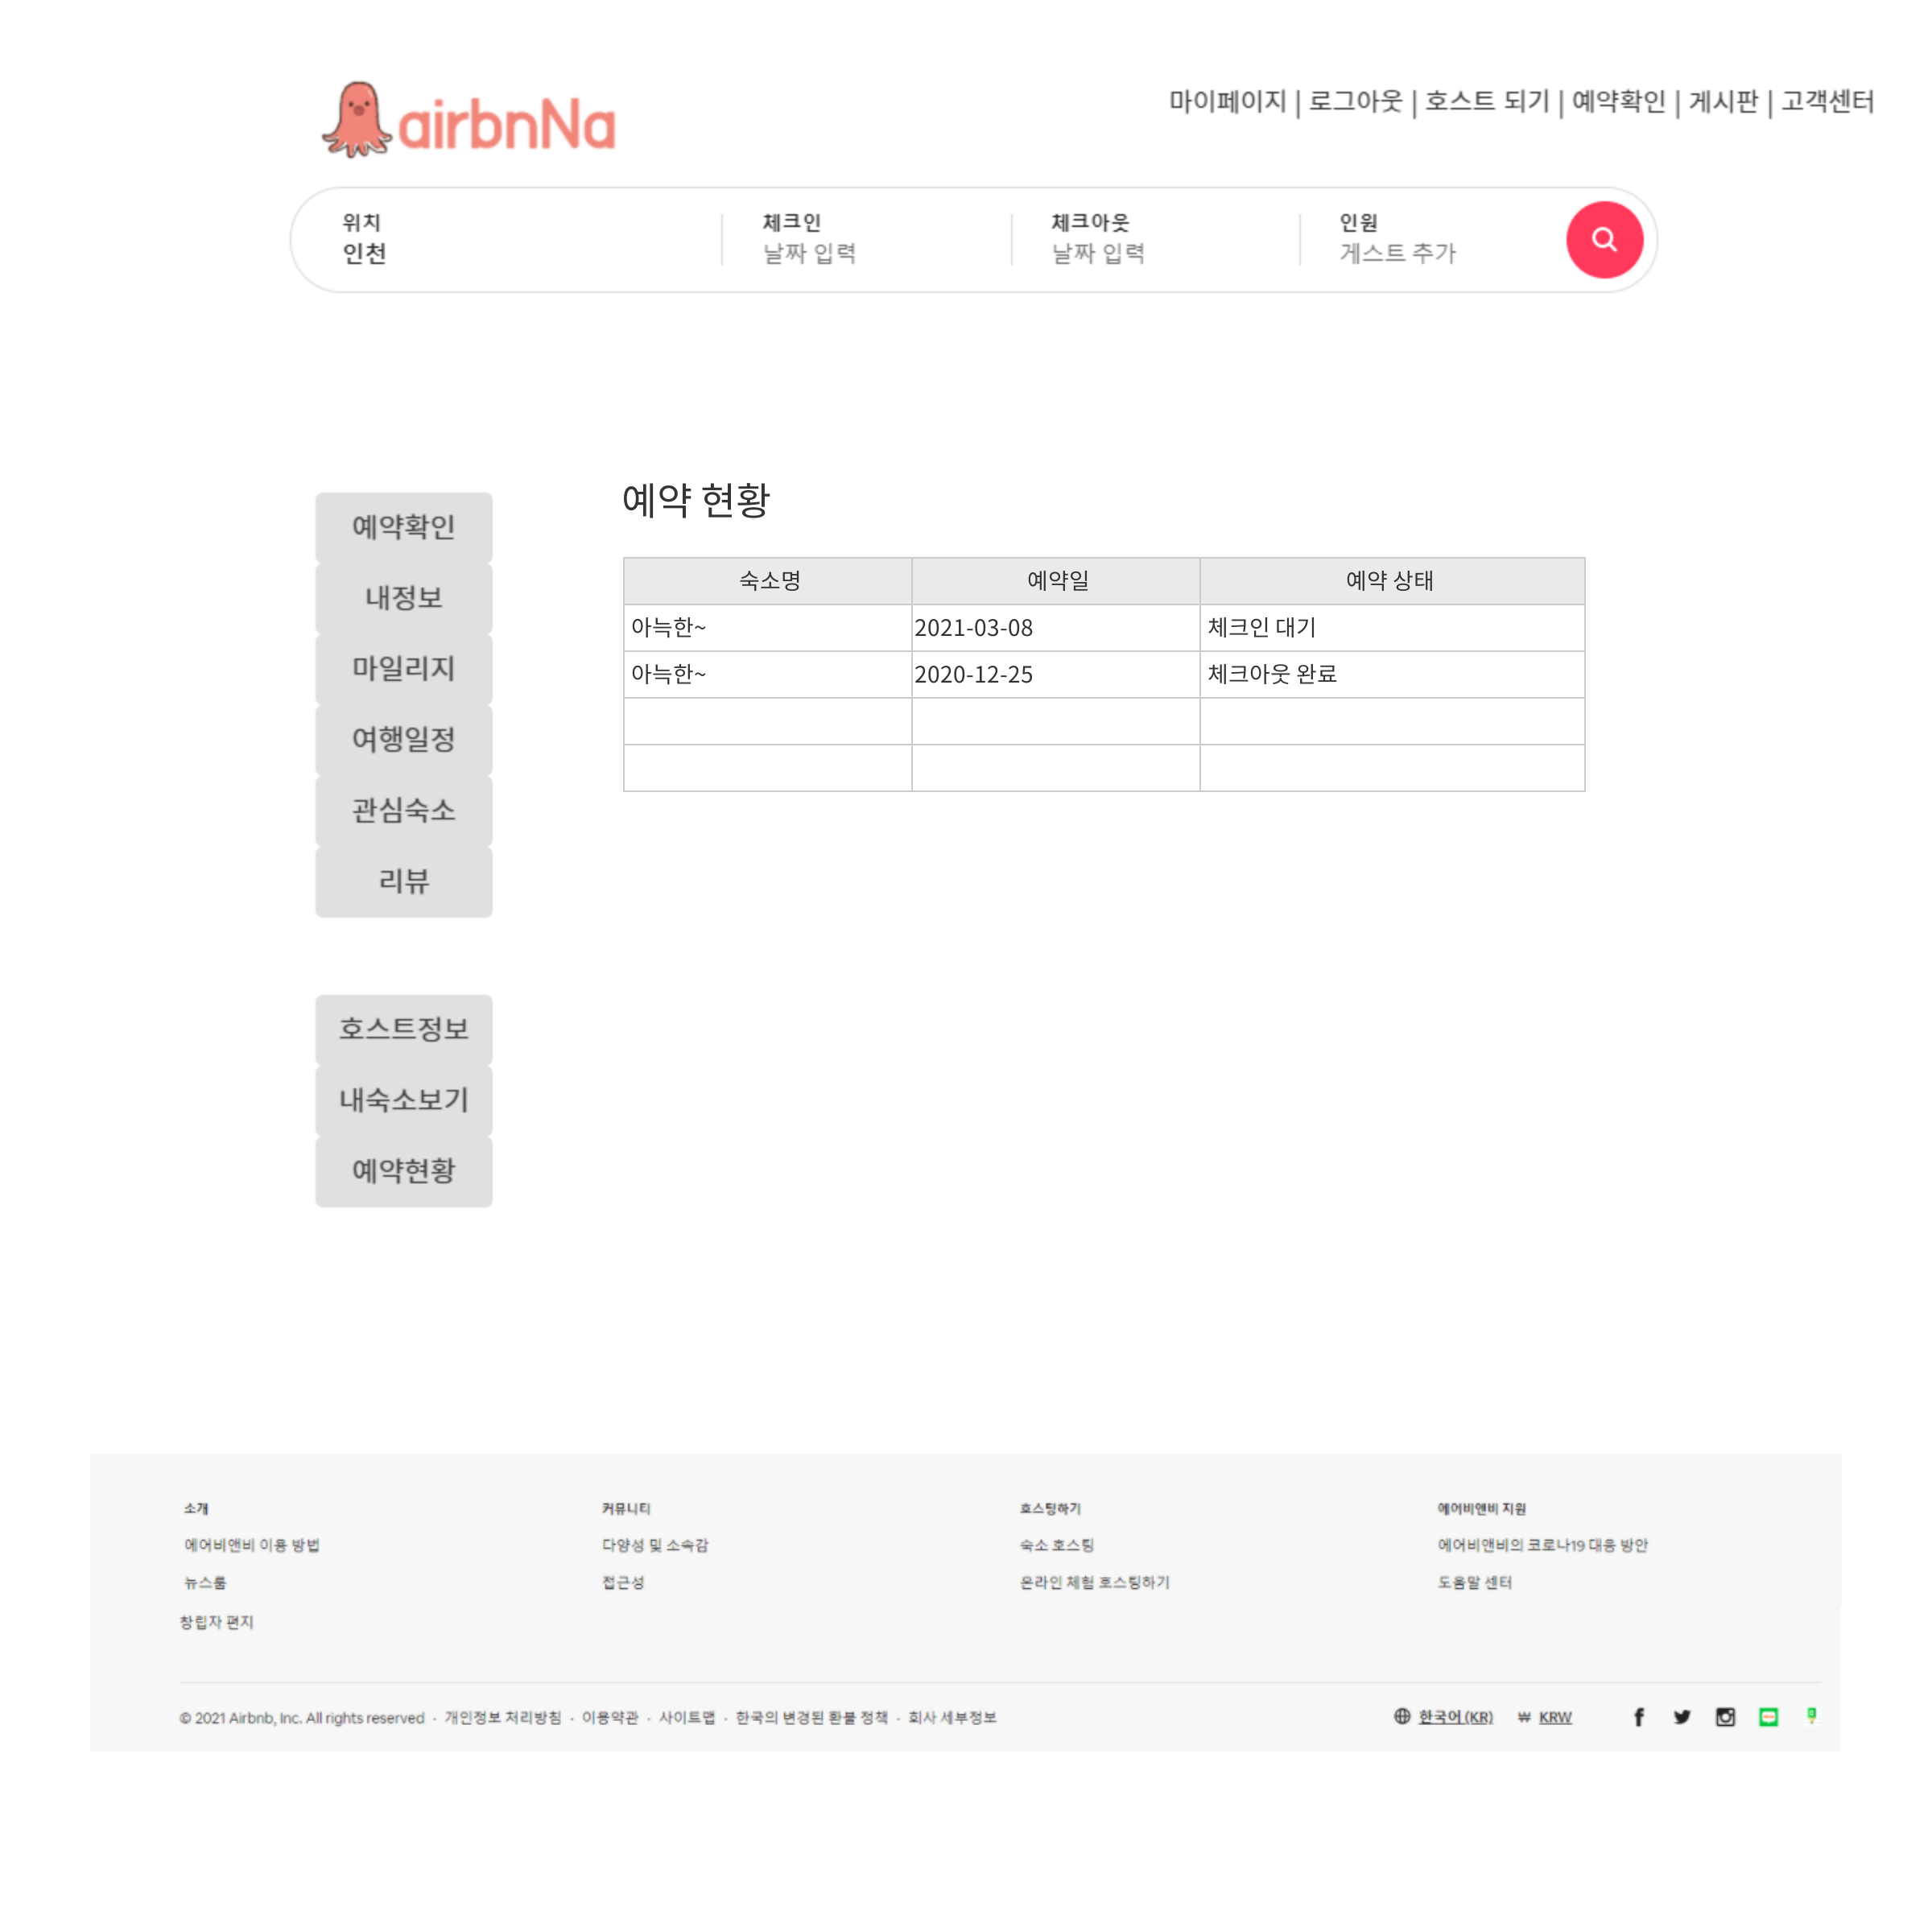 airbnNa
마이페이지 | 로그아웃 | 호스트 되기 | 예약확인 | 게시판 | 고객센터
위치 체크인 체크아웃 인원
인천 날짜 입력 날짜 입력 게스트 추가
예약 현황
예약확인
내정보
마일리지
여행일정
관심숙소
리뷰
호스트정보
내숙소보기
예약현황
숙소명 예약일 예약 상태
아늑한~ 2021-03-08 체크인 대기
아늑한~ 2020-12-25 체크아웃 완료
소개 커뮤니티 호스팅하기 에어비앤비 지원
에어비앤비 이용 방법 다양성 및 소속감 숙소 호스팅 에어비앤비의 코로나19 대응 방안
뉴스룸 접근성 온라인 체험 호스팅하기 도움말 센터
창립자 편지
© 2021 Airbnb, Inc. All rights reserved · 개인정보 처리방침 · 이용약관 · 사이트맵 · 한국의 변경된 환불 정책 · 회사 세부정보 한국어 (KR) ₩ KRW